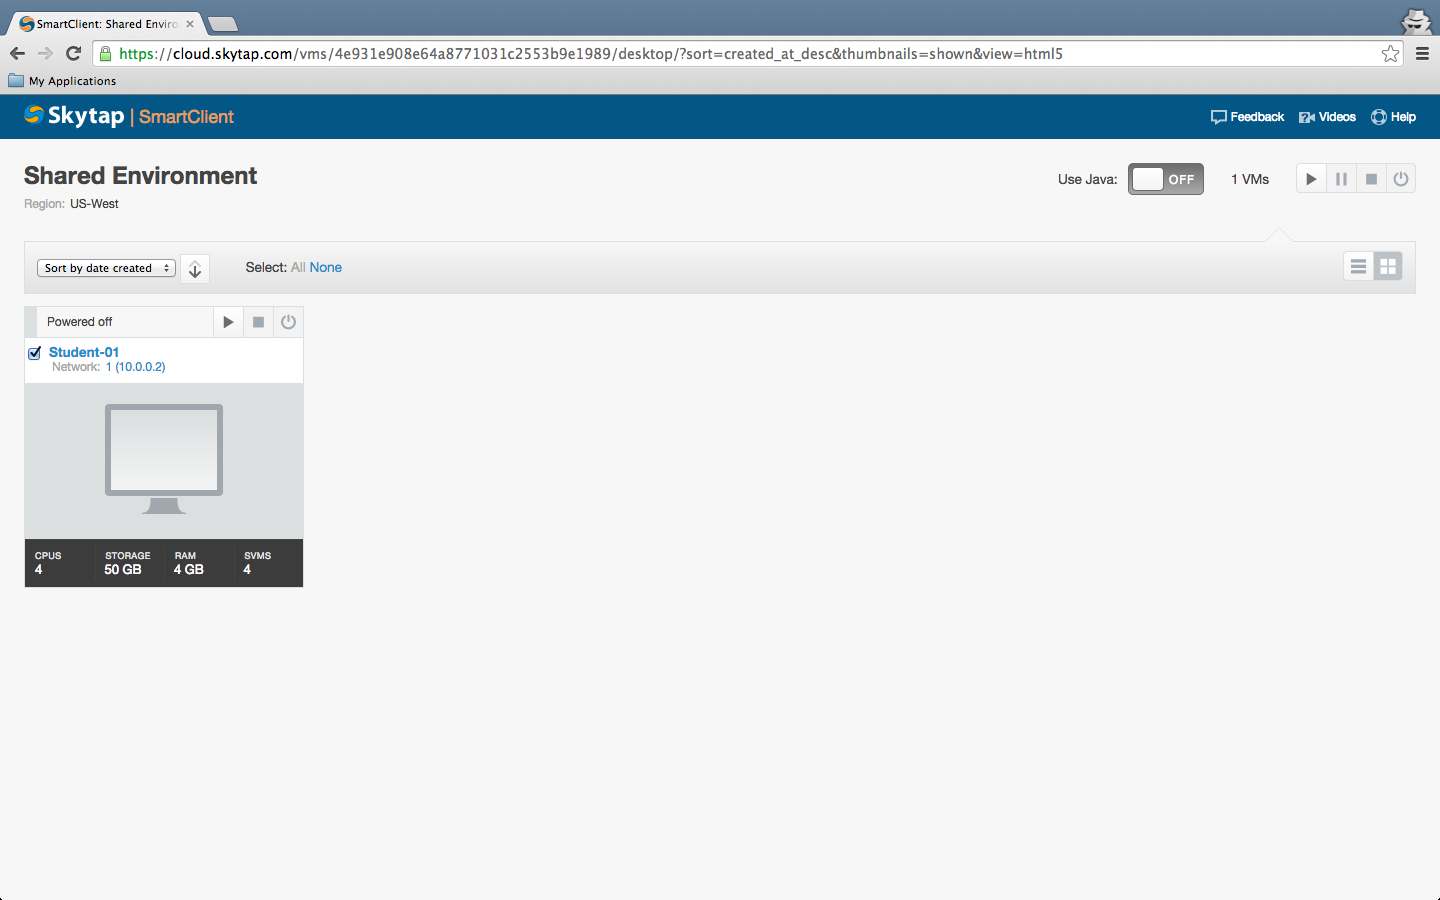 SmartClient: Shared Enviro
https://cloud.skytap.com/vms/4e931e908e64a8771031c2553b9e1989/desktop/?sort=created_at_desc&thumbnails=shown&view=html5
My Applications
Skytap | SmartClient
Feedback Videos Help
Shared Environment
Use Java: OFF 1 VMs
Region: US-West
Sort by date created Select: All None
Powered off
Student-01
Network: 1 (10.0.0.2)
CPUS STORAGE RAM SVMS
4 50 GB 4 GB 4